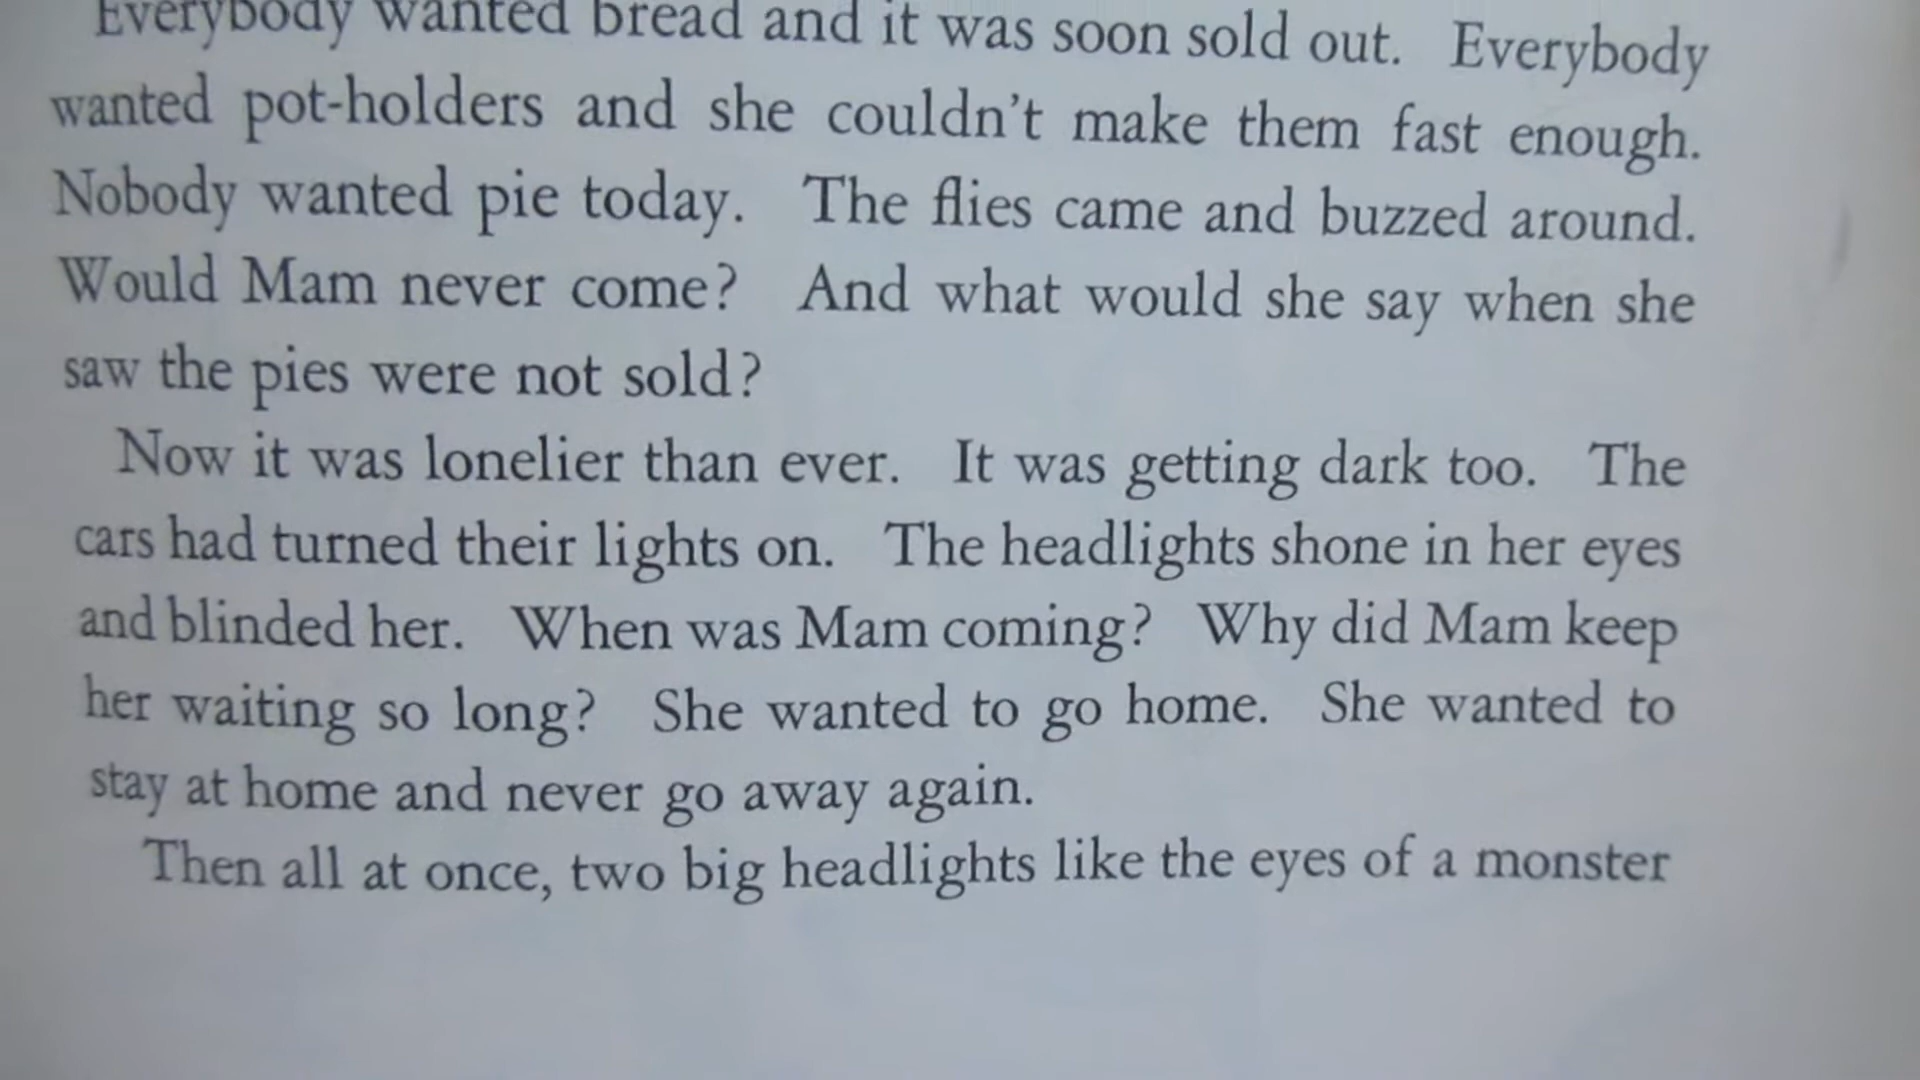 Everybody wanted bread and it was soon sold out. Everybody
wanted pot-holders and she couldn't make them fast enough.
Nobody wanted pie today. The flies came and buzzed around.
Would Mam never come? And what would she say when she
saw the pies were not sold?
Now it was lonelier than ever. It was getting dark too. The
cars had turned their lights on. The headlights shone in her eyes
and blinded her. When was Mam coming? Why did Mam keep
her waiting so long? She wanted to go home. She wanted to
stay at home and never go away again.
Then all at once, two big headlights like the eyes of a monster